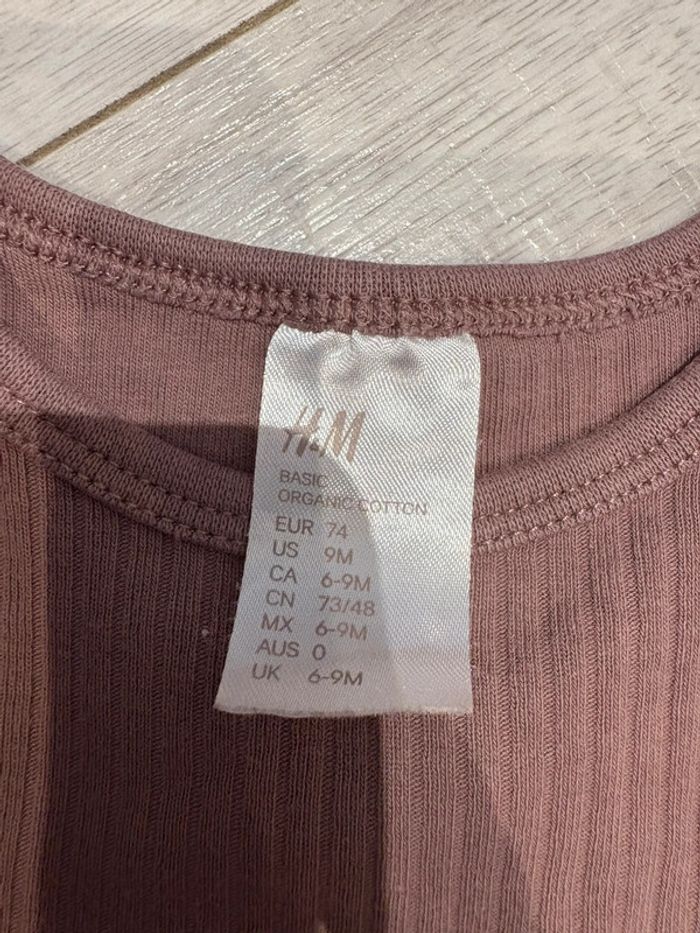 H&M
BASIC
ORGANIC COTTON
EUR 74
US 9M
CA 6-9M
CN 73/48
MX 6-9M
AUS 0
UK 6-9M